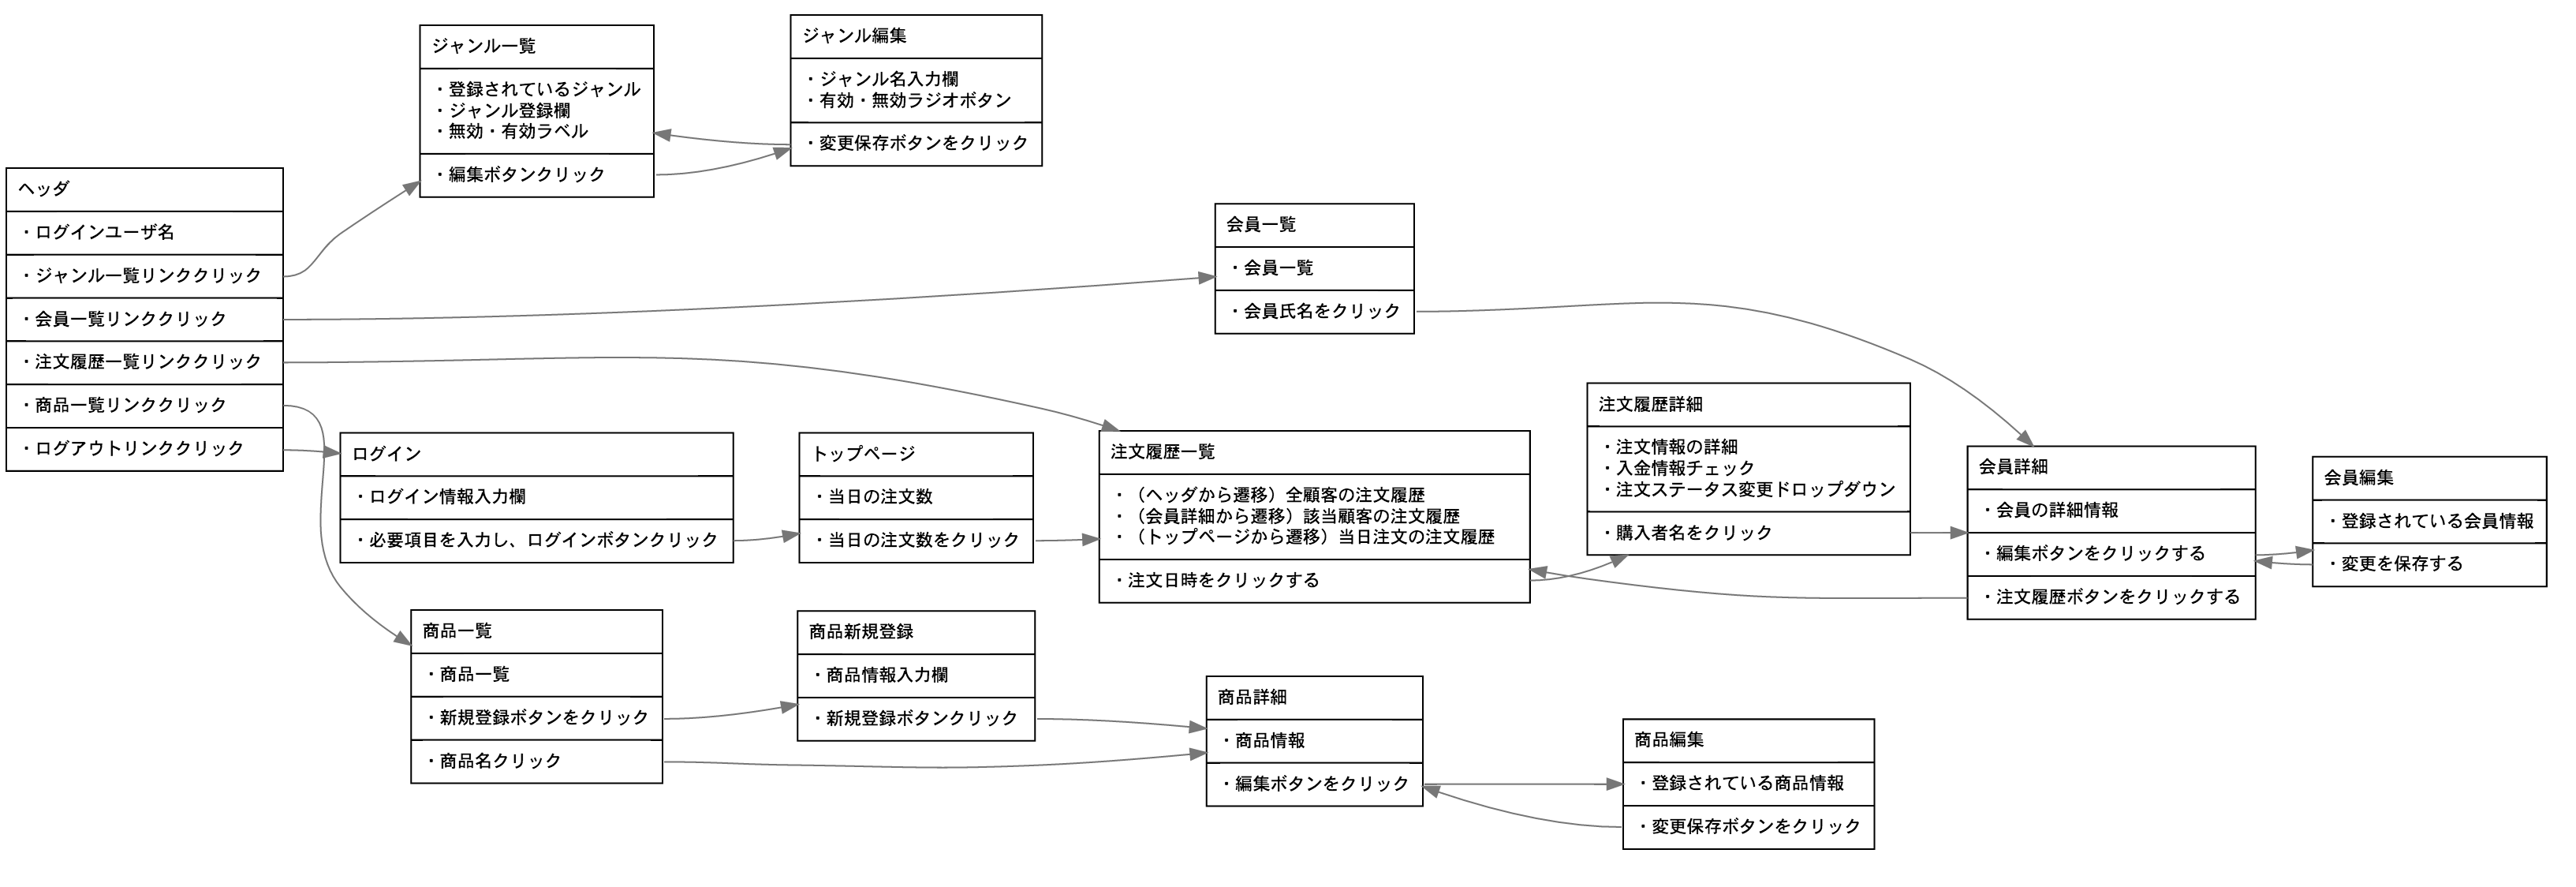 ヘッダ
・ログインユーザ名
・ジャンル一覧リンククリック
・会員一覧リンククリック
・注文履歴一覧リンククリック
・商品一覧リンククリック
・ログアウトリンククリック
ジャンル一覧
・登録されているジャンル
・ジャンル登録欄
・無効・有効ラベル
・編集ボタンクリック
ジャンル編集
・ジャンル名入力欄
・有効・無効ラジオボタン
・変更保存ボタンをクリック
会員一覧
・会員一覧
・会員氏名をクリック
ログイン
・ログイン情報入力欄
・必要項目を入力し、ログインボタンクリック
トップページ
・当日の注文数
・当日の注文数をクリック
注文履歴一覧
・（ヘッダから遷移）全顧客の注文履歴
・（会員詳細から遷移）該当顧客の注文履歴
・（トップページから遷移）当日注文の注文履歴
・注文日時をクリックする
注文履歴詳細
・注文情報の詳細
・入金情報チェック
・注文ステータス変更ドロップダウン
・購入者名をクリック
会員詳細
・会員の詳細情報
・編集ボタンをクリックする
・注文履歴ボタンをクリックする
会員編集
・登録されている会員情報
・変更を保存する
商品一覧
・商品一覧
・新規登録ボタンをクリック
・商品名クリック
商品新規登録
・商品情報入力欄
・新規登録ボタンクリック
商品詳細
・商品情報
・編集ボタンをクリック
商品編集
・登録されている商品情報
・変更保存ボタンをクリック